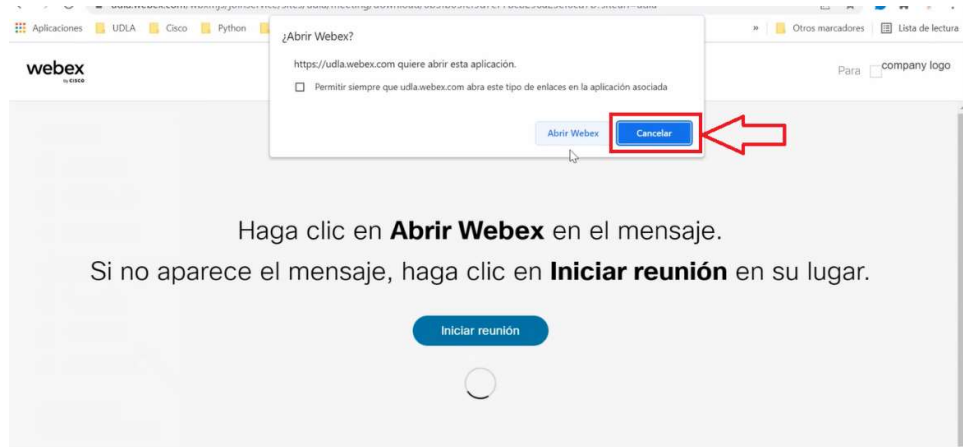 Aplicaciones UDLA Cisco Python » Otros marcadores Lista de lectura
webex
by CISCO
Para company logo
¿Abrir Webex?
https://udla.webex.com quiere abrir esta aplicación.
Permitir siempre que udla.webex.com abra este tipo de enlaces en la aplicación asociada
Abrir Webex Cancelar
Haga clic en Abrir Webex en el mensaje.
Si no aparece el mensaje, haga clic en Iniciar reunión en su lugar.
Iniciar reunión